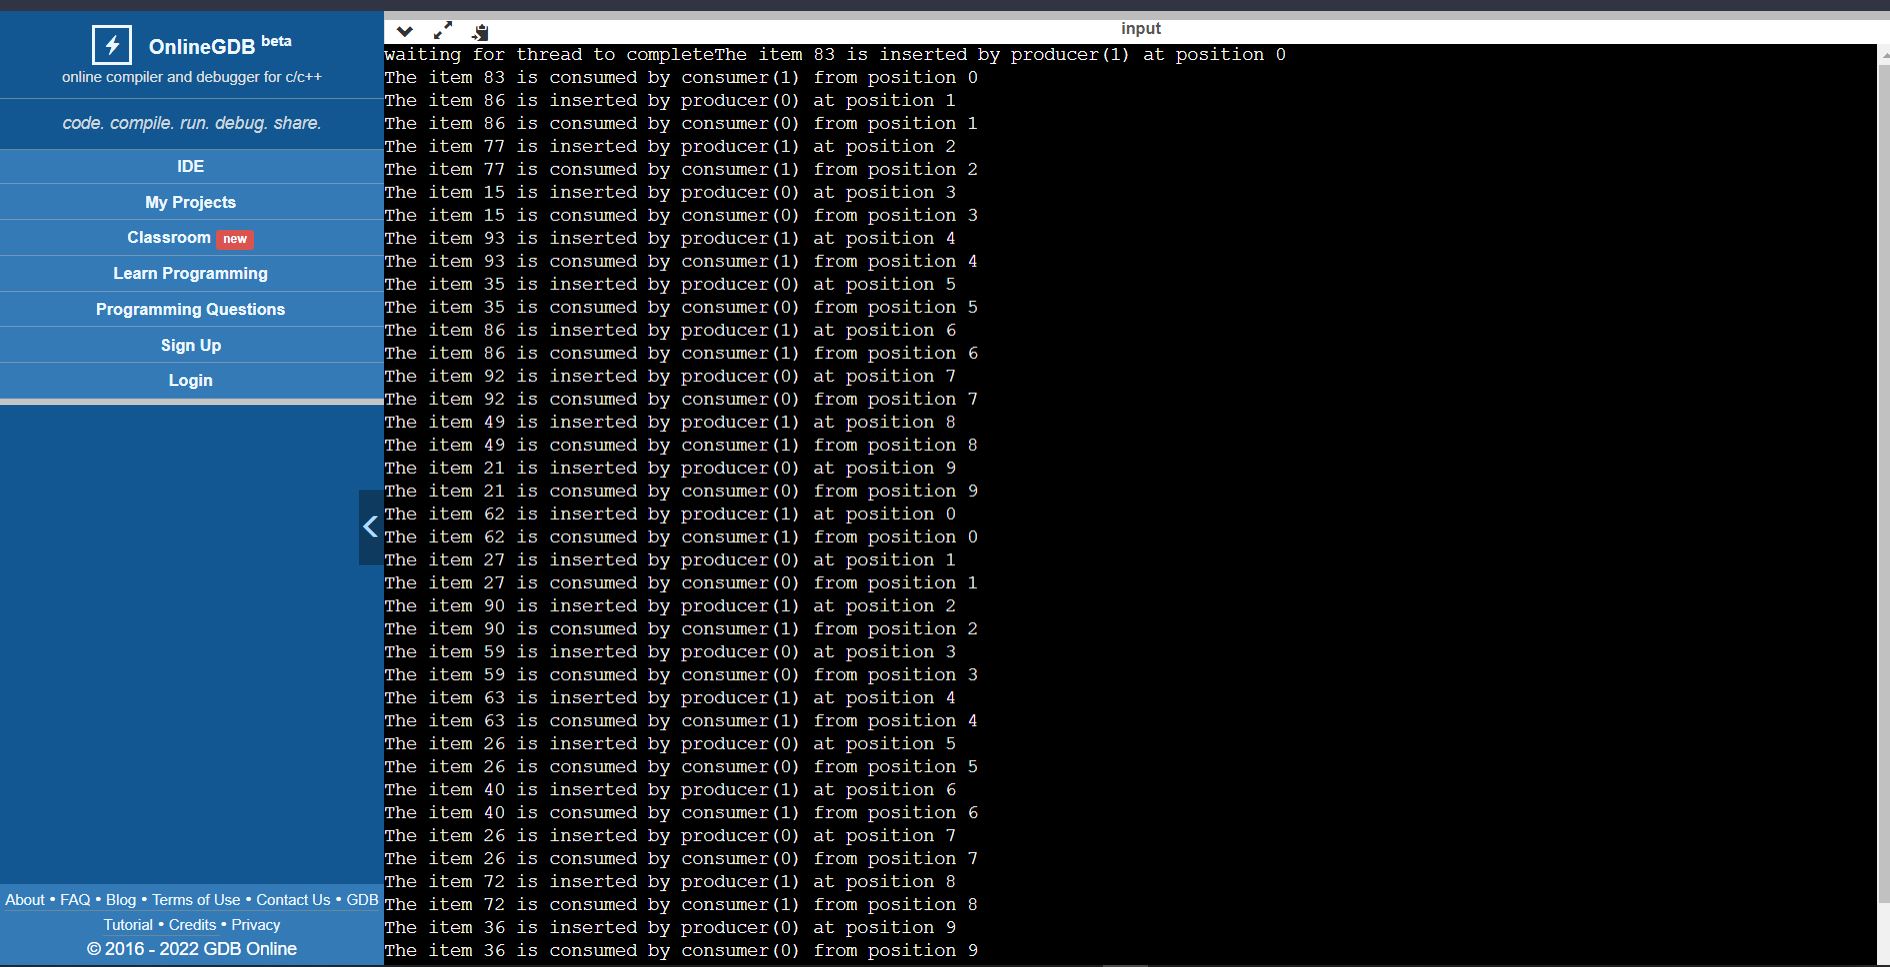 OnlineGDB beta
online compiler and debugger for c/c++
code. compile. run. debug. share.
IDE
My Projects
Classroom new
Learn Programming
Programming Questions
Sign Up
Login
About • FAQ • Blog • Terms of Use • Contact Us • GDB
Tutorial • Credits • Privacy
© 2016 - 2022 GDB Online
input
waiting for thread to completeThe item 83 is inserted by producer(1) at position 0
The item 83 is consumed by consumer(1) from position 0
The item 86 is inserted by producer(0) at position 1
The item 86 is consumed by consumer(0) from position 1
The item 77 is inserted by producer(1) at position 2
The item 77 is consumed by consumer(1) from position 2
The item 15 is inserted by producer(0) at position 3
The item 15 is consumed by consumer(0) from position 3
The item 93 is inserted by producer(1) at position 4
The item 93 is consumed by consumer(1) from position 4
The item 35 is inserted by producer(0) at position 5
The item 35 is consumed by consumer(0) from position 5
The item 86 is inserted by producer(1) at position 6
The item 86 is consumed by consumer(1) from position 6
The item 92 is inserted by producer(0) at position 7
The item 92 is consumed by consumer(0) from position 7
The item 49 is inserted by producer(1) at position 8
The item 49 is consumed by consumer(1) from position 8
The item 21 is inserted by producer(0) at position 9
The item 21 is consumed by consumer(0) from position 9
The item 62 is inserted by producer(1) at position 0
The item 62 is consumed by consumer(1) from position 0
The item 27 is inserted by producer(0) at position 1
The item 27 is consumed by consumer(0) from position 1
The item 90 is inserted by producer(1) at position 2
The item 90 is consumed by consumer(1) from position 2
The item 59 is inserted by producer(0) at position 3
The item 59 is consumed by consumer(0) from position 3
The item 63 is inserted by producer(1) at position 4
The item 63 is consumed by consumer(1) from position 4
The item 26 is inserted by producer(0) at position 5
The item 26 is consumed by consumer(0) from position 5
The item 40 is inserted by producer(1) at position 6
The item 40 is consumed by consumer(1) from position 6
The item 26 is inserted by producer(0) at position 7
The item 26 is consumed by consumer(0) from position 7
The item 72 is inserted by producer(1) at position 8
The item 72 is consumed by consumer(1) from position 8
The item 36 is inserted by producer(0) at position 9
The item 36 is consumed by consumer(0) from position 9